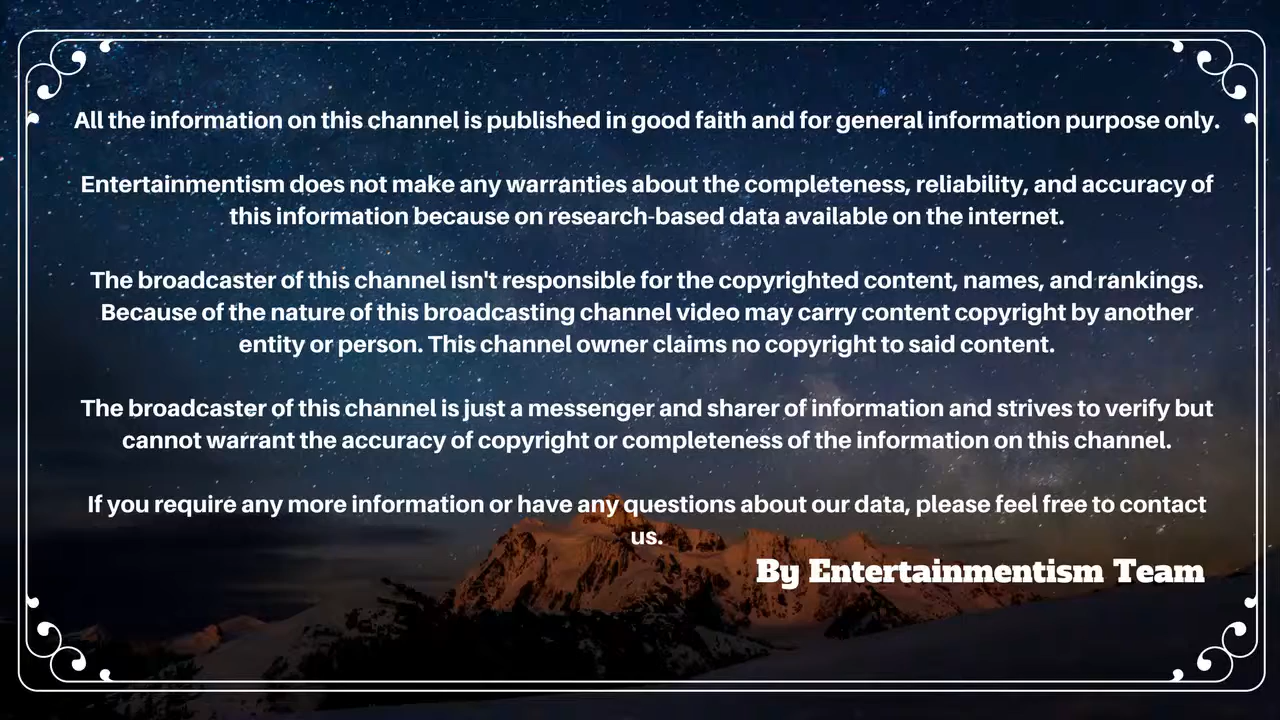 All the information on this channel is published in good faith and for general information purpose only.
Entertainmentism does not make any warranties about the completeness, reliability, and accuracy of
this information because on research-based data available on the internet.
The broadcaster of this channel isn't responsible for the copyrighted content, names, and rankings.
Because of the nature of this broadcasting channel video may carry content copyright by another
entity or person. This channel owner claims no copyright to said content.
The broadcaster of this channel is just a messenger and sharer of information and strives to verify but
cannot warrant the accuracy of copyright or completeness of the information on this channel.
If you require any more information or have any questions about our data, please feel free to contact
us.
By Entertainmentism Team